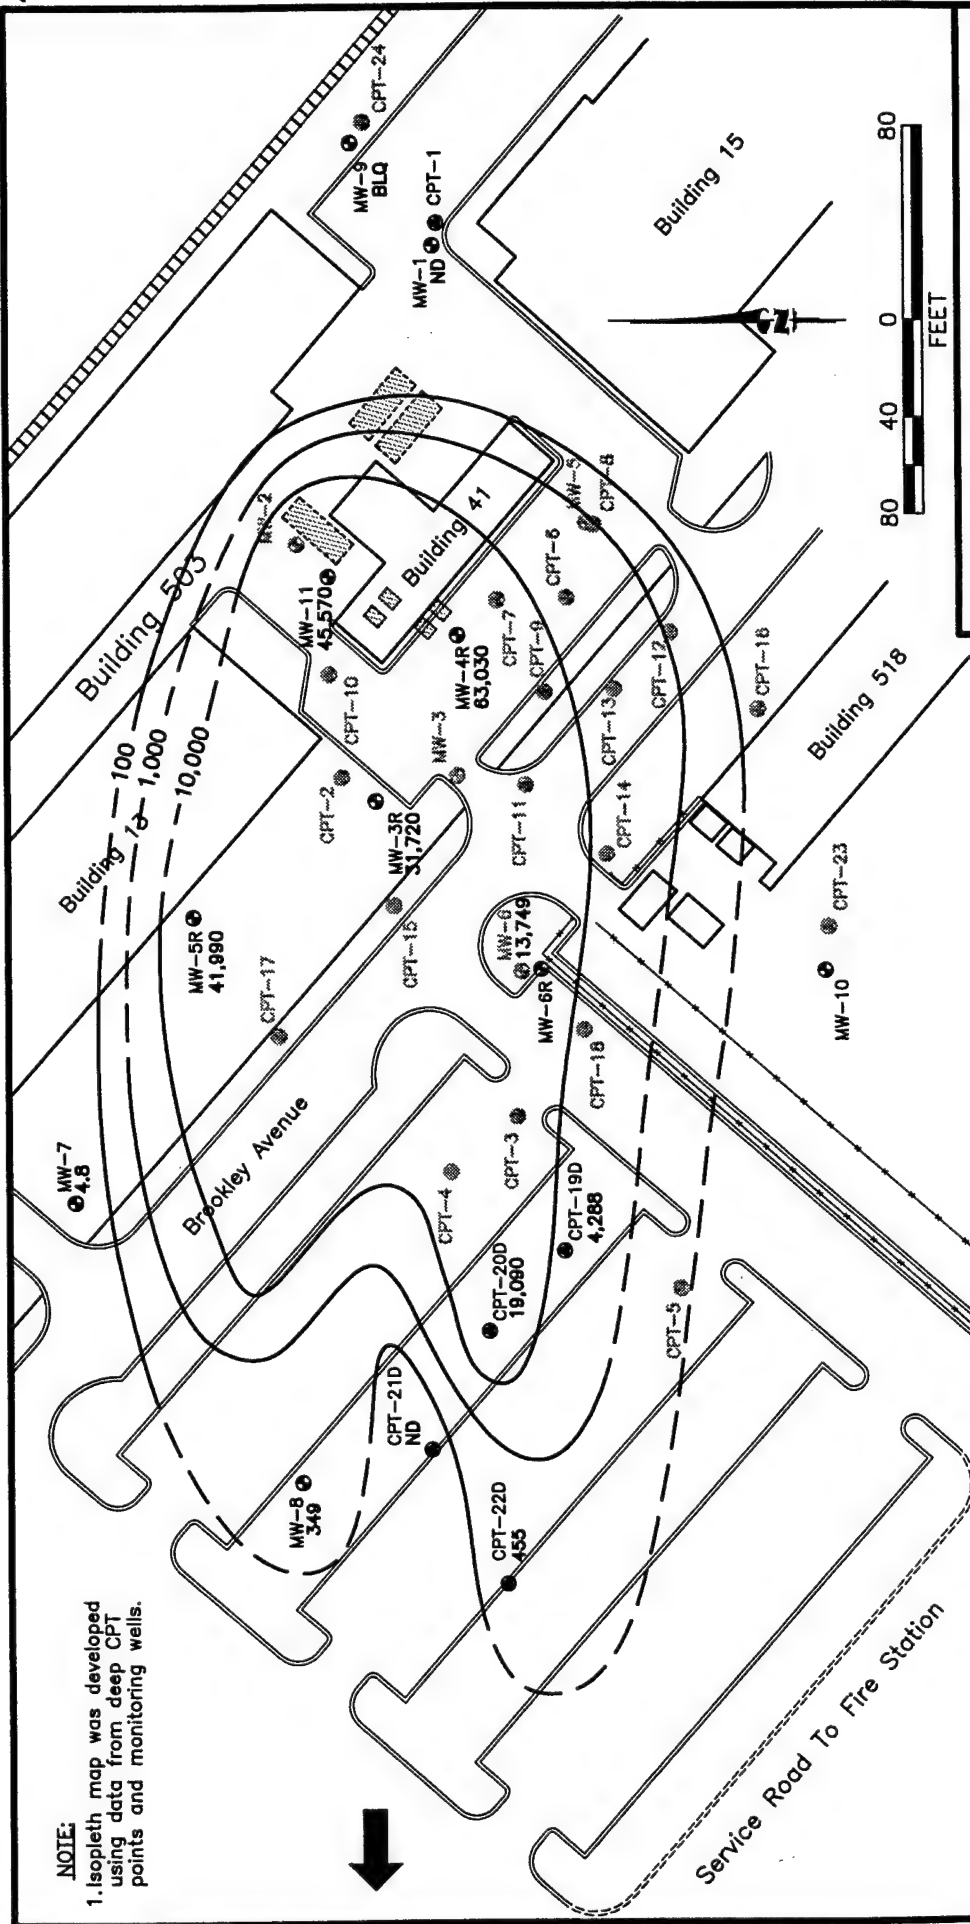 NOTE:
1. Isopleth map was developed
using data from deep CPT
points and monitoring wells.
MW-7
4.8
MW-8
349
CPT-21D
ND
CPT-22D
455
CPT-20D
19,090
CPT-19D
4,288
CPT-4
CPT-3
CPT-5
CPT-18
Brookley Avenue
CPT-17
MW-5R
41,990
CPT-15
MW-6
13,749
MW-6R
MW-10
CPT-23
Building
100
1,000
10,000
CPT-2
MW-3R
31,720
MW-3
CPT-11
CPT-14
CPT-10
CPT-13
CPT-12
CPT-16
Building 518
Building 503
MW-2
MW-11
45,570
Building 41
MW-4R
63,030
CPT-7
CPT-9
CPT-6
MW-5
CPT-8
MW-1
ND
CPT-1
MW-9
BLQ
CPT-24
Building 15
80
40
0
80
FEET
Service Road To Fire Station